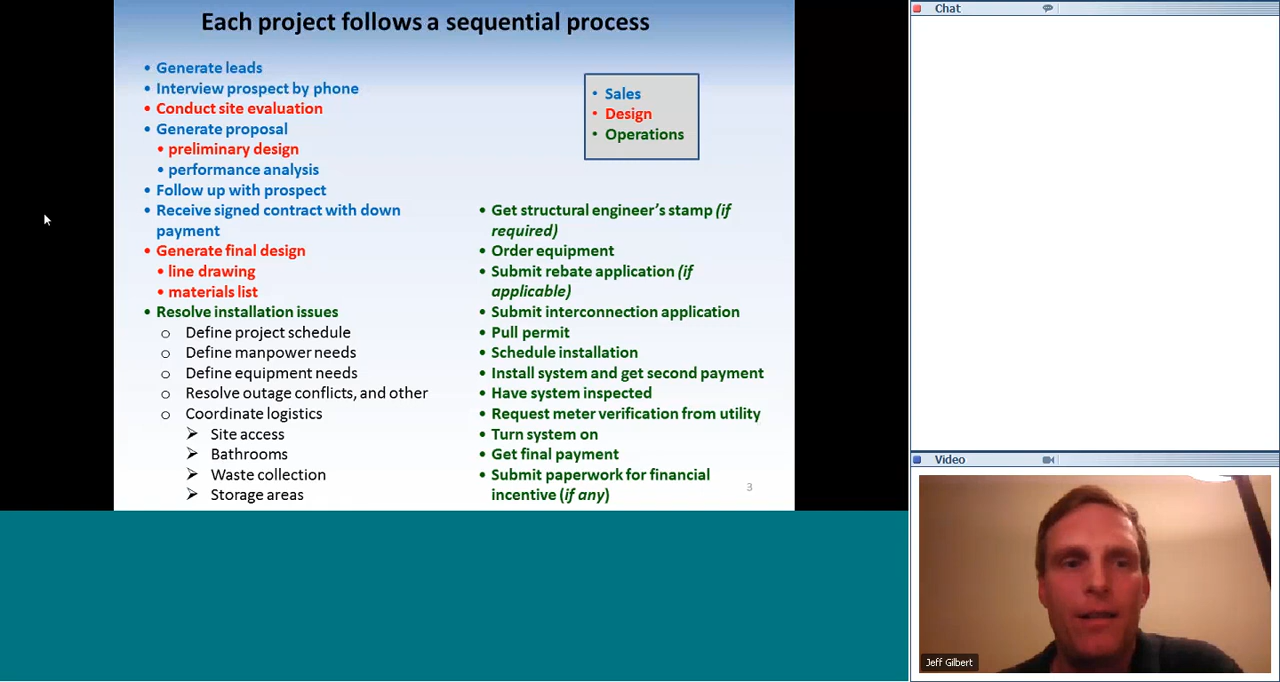 Each project follows a sequential process
• Generate leads
• Interview prospect by phone
• Conduct site evaluation
• Generate proposal
• preliminary design
• performance analysis
• Follow up with prospect
• Receive signed contract with down
payment
• Generate final design
• line drawing
• materials list
• Resolve installation issues
o Define project schedule
o Define manpower needs
o Define equipment needs
o Resolve outage conflicts, and other
o Coordinate logistics
➢ Site access
➢ Bathrooms
➢ Waste collection
➢ Storage areas
• Sales
• Design
• Operations
• Get structural engineer’s stamp (if
required)
• Order equipment
• Submit rebate application (if
applicable)
• Submit interconnection application
• Pull permit
• Schedule installation
• Install system and get second payment
• Have system inspected
• Request meter verification from utility
• Turn system on
• Get final payment
• Submit paperwork for financial
incentive (if any)
3
Chat
Video
Jeff Gilbert